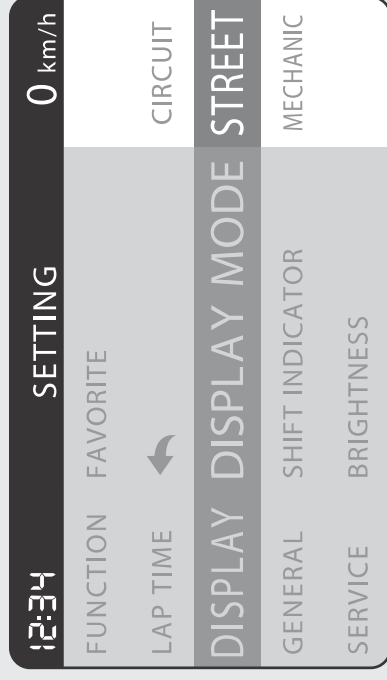 12:34 SETTING 0 km/h
FUNCTION FAVORITE
LAP TIME CIRCUIT
DISPLAY DISPLAY MODE STREET
GENERAL SHIFT INDICATOR MECHANIC
SERVICE BRIGHTNESS